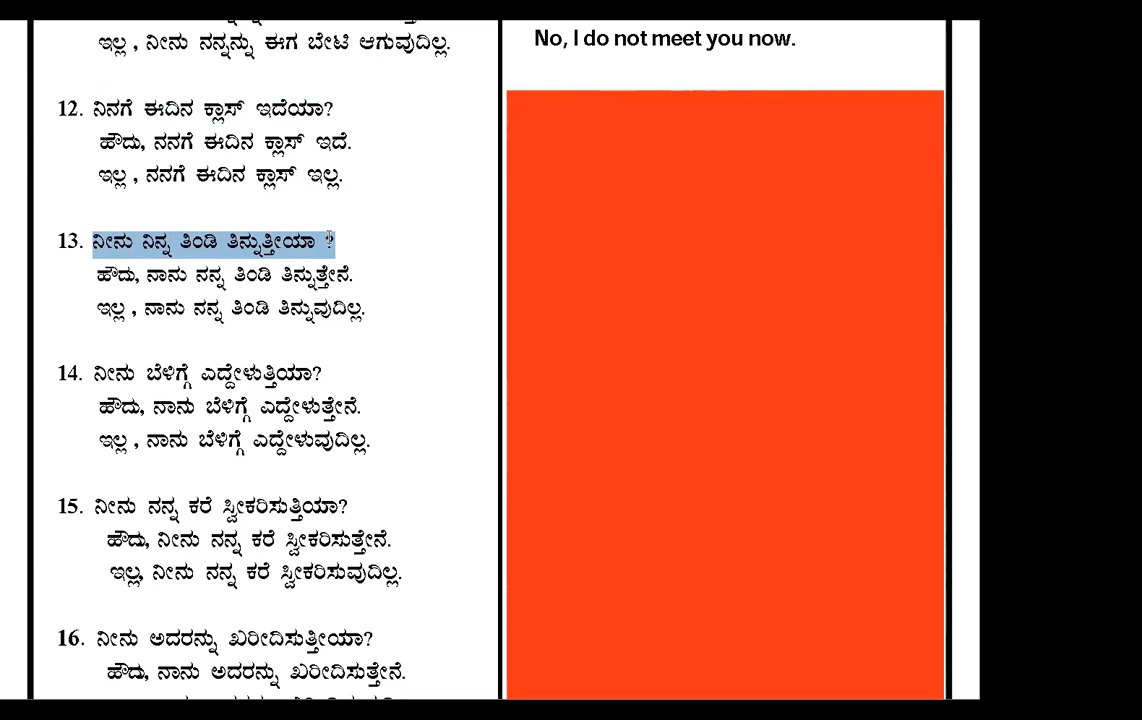 ಇಲ್ಲ , ನೀನು ನನ್ನನ್ನು ಈಗ ಬೇಟಿ ಆಗುವುದಿಲ್ಲ.
No, I do not meet you now.
12. ನಿನಗೆ ಈದಿನ ಕ್ಲಾಸ್ ಇದೆಯಾ?
ಹೌದು, ನನಗೆ ಈದಿನ ಕ್ಲಾಸ್ ಇದೆ.
ಇಲ್ಲ , ನನಗೆ ಈದಿನ ಕ್ಲಾಸ್ ಇಲ್ಲ.
13. ನೀನು ನಿನ್ನ ತಿಂಡಿ ತಿನ್ನುತ್ತೀಯಾ ?
ಹೌದು, ನಾನು ನನ್ನ ತಿಂಡಿ ತಿನ್ನುತ್ತೇನೆ.
ಇಲ್ಲ , ನಾನು ನನ್ನ ತಿಂಡಿ ತಿನ್ನುವುದಿಲ್ಲ.
14. ನೀನು ಬೆಳಿಗ್ಗೆ ಎದ್ದೇಳುತ್ತಿಯಾ?
ಹೌದು, ನಾನು ಬೆಳಿಗ್ಗೆ ಎದ್ದೇಳುತ್ತೇನೆ.
ಇಲ್ಲ , ನಾನು ಬೆಳಿಗ್ಗೆ ಎದ್ದೇಳುವುದಿಲ್ಲ.
15. ನೀನು ನನ್ನ ಕರೆ ಸ್ವೀಕರಿಸುತ್ತಿಯಾ?
ಹೌದು, ನೀನು ನನ್ನ ಕರೆ ಸ್ವೀಕರಿಸುತ್ತೇನೆ.
ಇಲ್ಲ, ನೀನು ನನ್ನ ಕರೆ ಸ್ವೀಕರಿಸುವುದಿಲ್ಲ.
16. ನೀನು ಅದರನ್ನು ಖರೀದಿಸುತ್ತೀಯಾ?
ಹೌದು, ನಾನು ಅದರನ್ನು ಖರೀದಿಸುತ್ತೇನೆ.